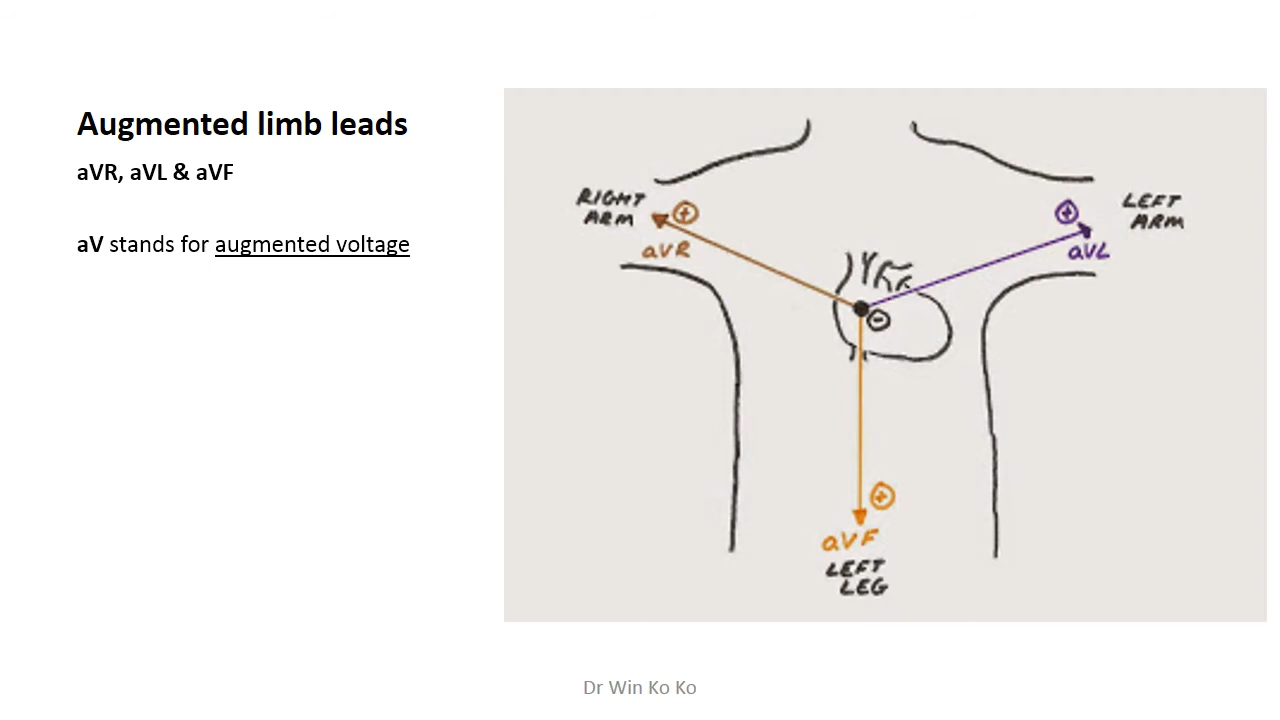 Augmented limb leads
aVR, aVL & aVF
aV stands for augmented voltage
RIGHT
ARM
+
aVR
LEFT
ARM
+
aVL
-
+
aVF
LEFT
LEG
Dr Win Ko Ko